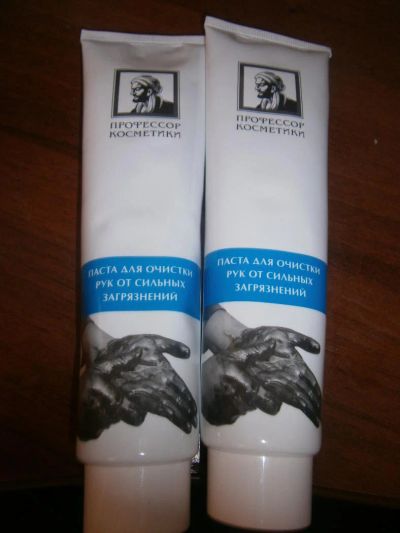 ПРОФЕССОР
КОСМЕТИКИ
ПАСТА ДЛЯ ОЧИСТКИ
РУК ОТ СИЛЬНЫХ
ЗАГРЯЗНЕНИЙ
ПРОФЕССОР
КОСМЕТИКИ
ПАСТА ДЛЯ ОЧИСТКИ
РУК ОТ СИЛЬНЫХ
ЗАГРЯЗНЕНИЙ